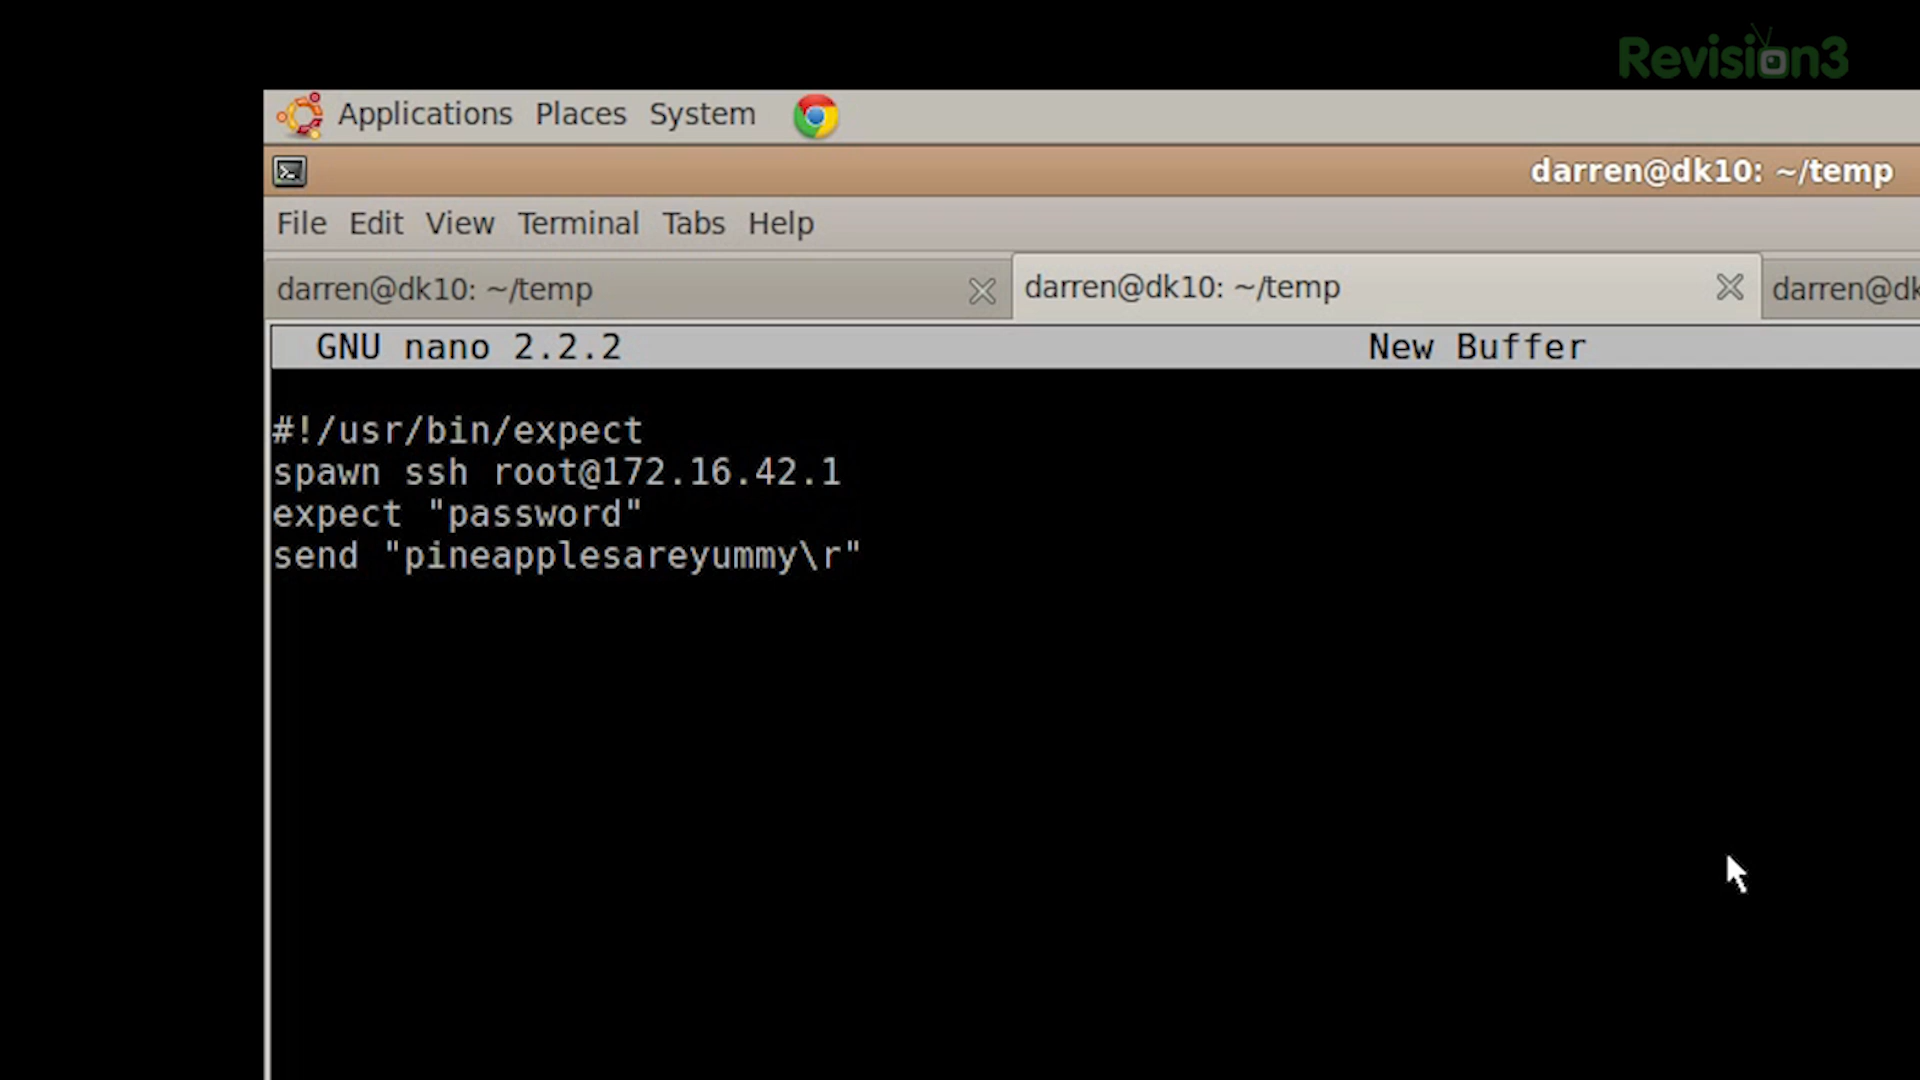 Revision3
Applications Places System
darren@dk10: ~/temp
File Edit View Terminal Tabs Help
darren@dk10: ~/temp darren@dk10: ~/temp darren@dk
GNU nano 2.2.2 New Buffer
#!/usr/bin/expect
spawn ssh root@172.16.42.1
expect "password"
send "pineapplesareyummy\r"